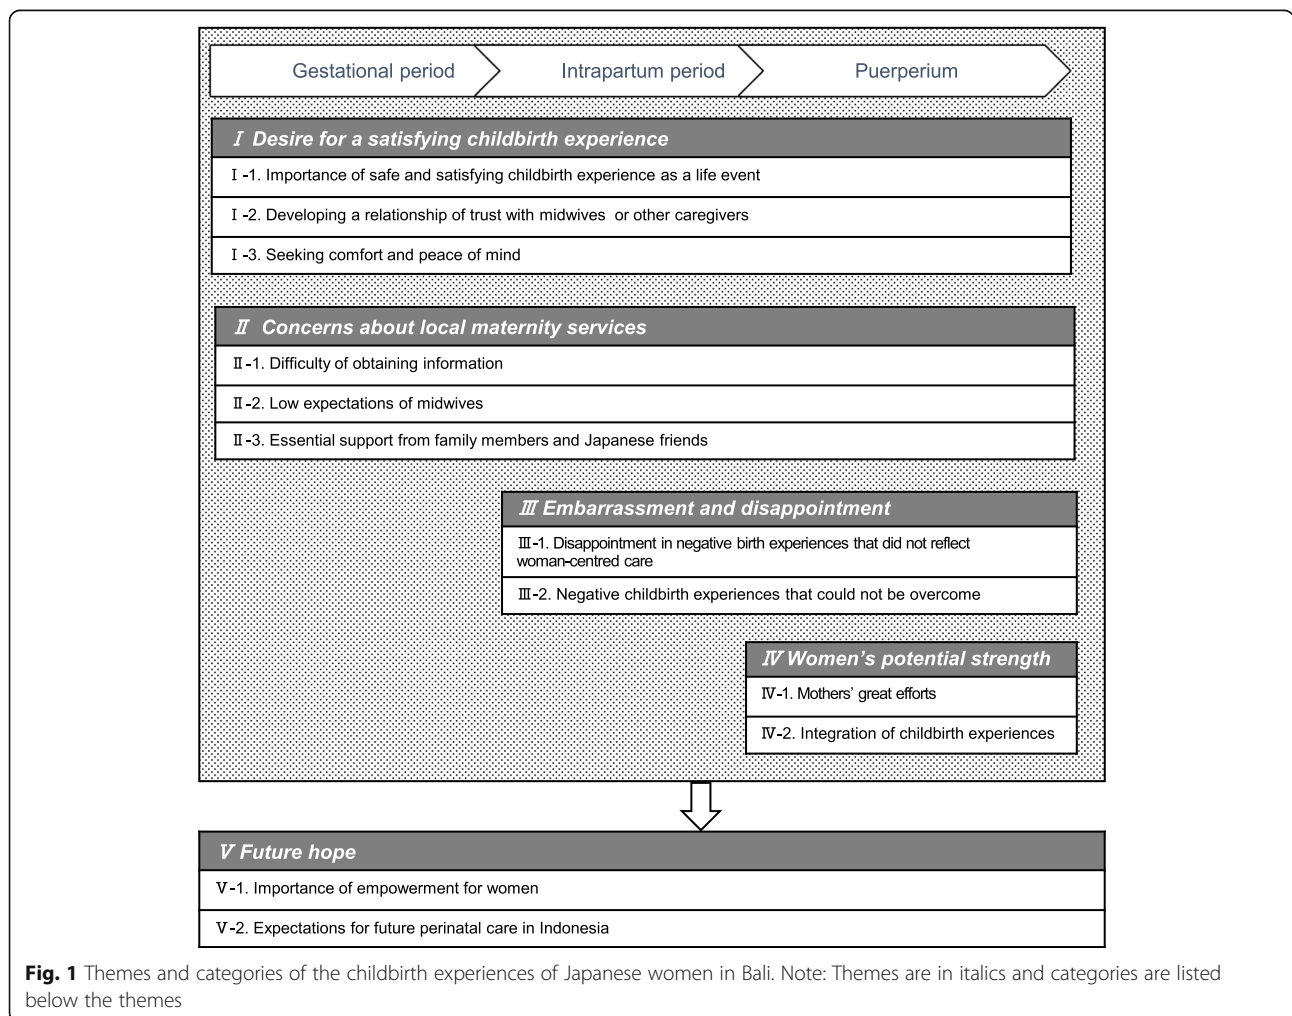 Gestational period
Intrapartum period
Puerperium
Ⅰ Desire for a satisfying childbirth experience
Ⅰ-1. Importance of safe and satisfying childbirth experience as a life event
Ⅰ-2. Developing a relationship of trust with midwives or other caregivers
Ⅰ-3. Seeking comfort and peace of mind
Ⅱ Concerns about local maternity services
Ⅱ-1. Difficulty of obtaining information
Ⅱ-2. Low expectations of midwives
Ⅱ-3. Essential support from family members and Japanese friends
Ⅲ Embarrassment and disappointment
Ⅲ-1. Disappointment in negative birth experiences that did not reflect
woman-centred care
Ⅲ-2. Negative childbirth experiences that could not be overcome
Ⅳ Women's potential strength
Ⅳ-1. Mothers' great efforts
Ⅳ-2. Integration of childbirth experiences
Ⅴ Future hope
Ⅴ-1. Importance of empowerment for women
Ⅴ-2. Expectations for future perinatal care in Indonesia
Fig. 1 Themes and categories of the childbirth experiences of Japanese women in Bali. Note: Themes are in italics and categories are listed
below the themes